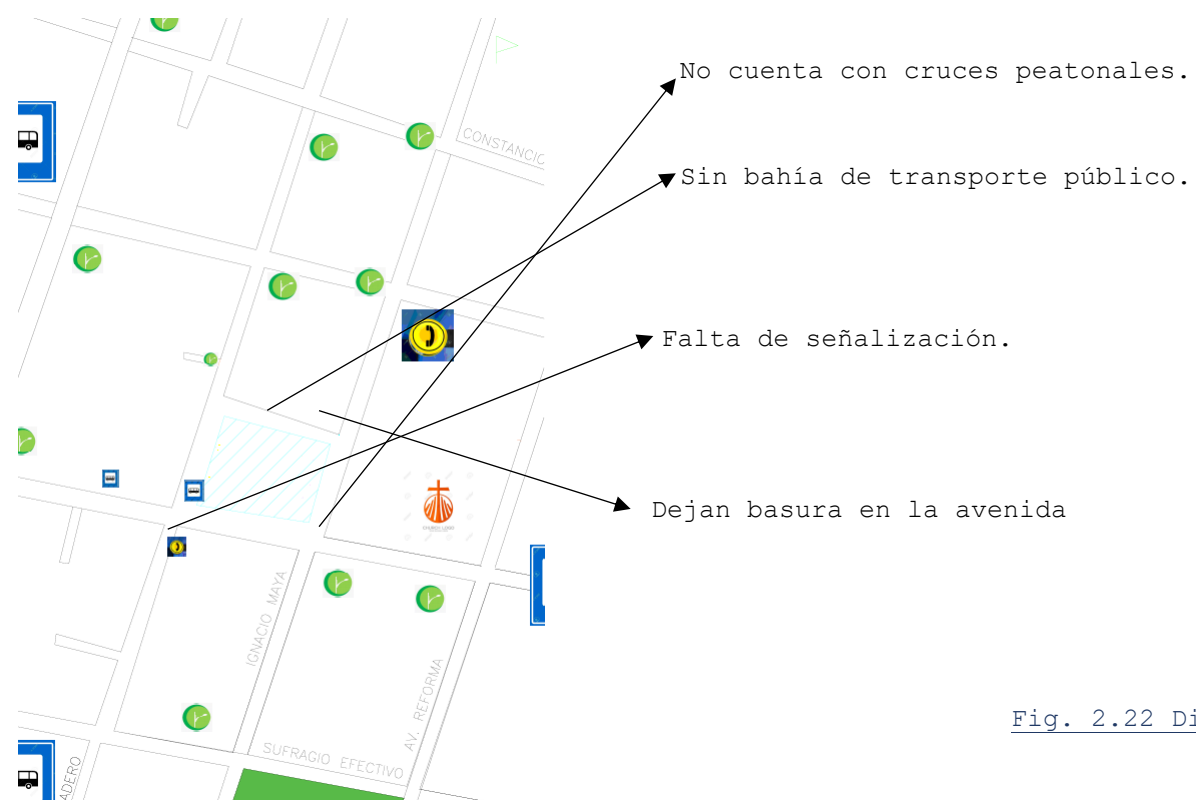 No cuenta con cruces peatonales.
CONSTANCIO
Sin bahía de transporte público.
Falta de señalización.
Dejan basura en la avenida
IGNACIO MAYA
AV. REFORMA
Fig. 2.22 Di
SUFRAGIO EFECTIVO
ADERO